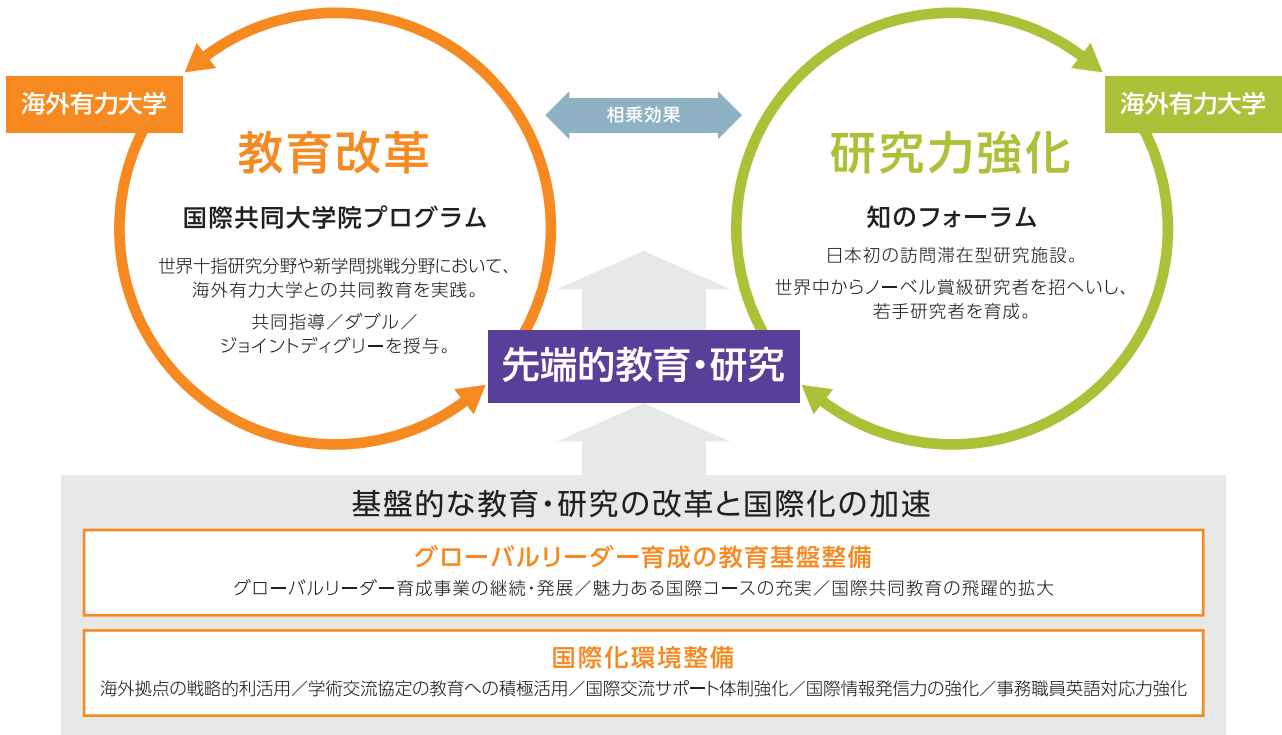 海外有力大学
教育改革
国際共同大学院プログラム
世界十指研究分野や新学問挑戦分野において、
海外有力大学との共同教育を実践。
共同指導／ダブル／
ジョイントディグリーを授与。
相乗効果
海外有力大学
研究力強化
知のフォーラム
日本初の訪問滞在型研究施設。
世界中からノーベル賞級研究者を招へいし、
若手研究者を育成。
先端的教育・研究
基盤的な教育・研究の改革と国際化の加速
グローバルリーダー育成の教育基盤整備
グローバルリーダー育成事業の継続・発展／魅力ある国際コースの充実／国際共同教育の飛躍的拡大
国際化環境整備
海外拠点の戦略的利活用／学術交流協定の教育への積極活用／国際交流サポート体制強化／国際情報発信力の強化／事務職員英語対応力強化